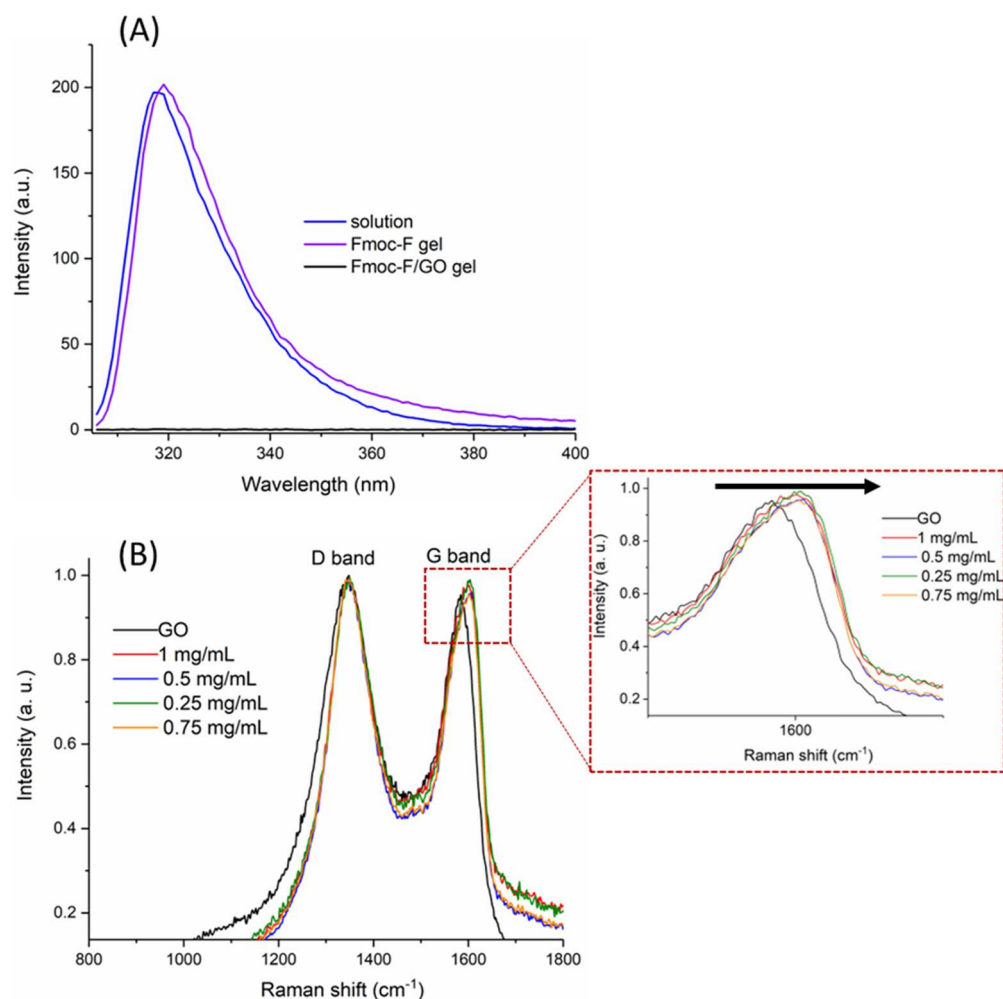 (A)
200
150
100
50
0
Intensity (a.u.)
solution
Fmoc-F gel
Fmoc-F/GO gel
320
340
360
380
400
Wavelength (nm)
(B)
D band
G band
1.0
0.8
0.6
0.4
0.2
Intensity (a. u.)
GO
1 mg/mL
0.5 mg/mL
0.25 mg/mL
0.75 mg/mL
800
1000
1200
1400
1600
1800
Raman shift (cm-1)
1.0
0.8
0.6
0.4
0.2
Intensity (a. u.)
GO
1 mg/mL
0.5 mg/mL
0.25 mg/mL
0.75 mg/mL
1600
Raman shift (cm-1)